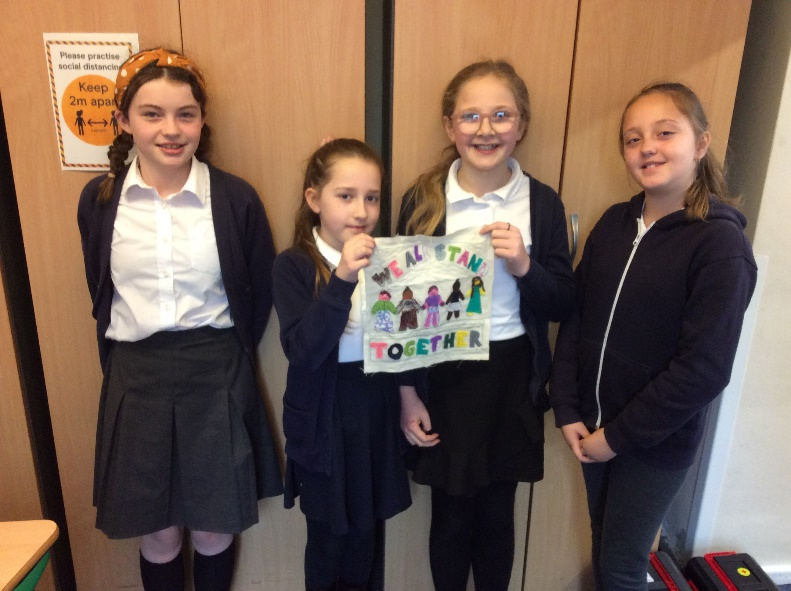 Please practise
social distancing
Keep
2m apart
WE ALL STAND
TOGETHER